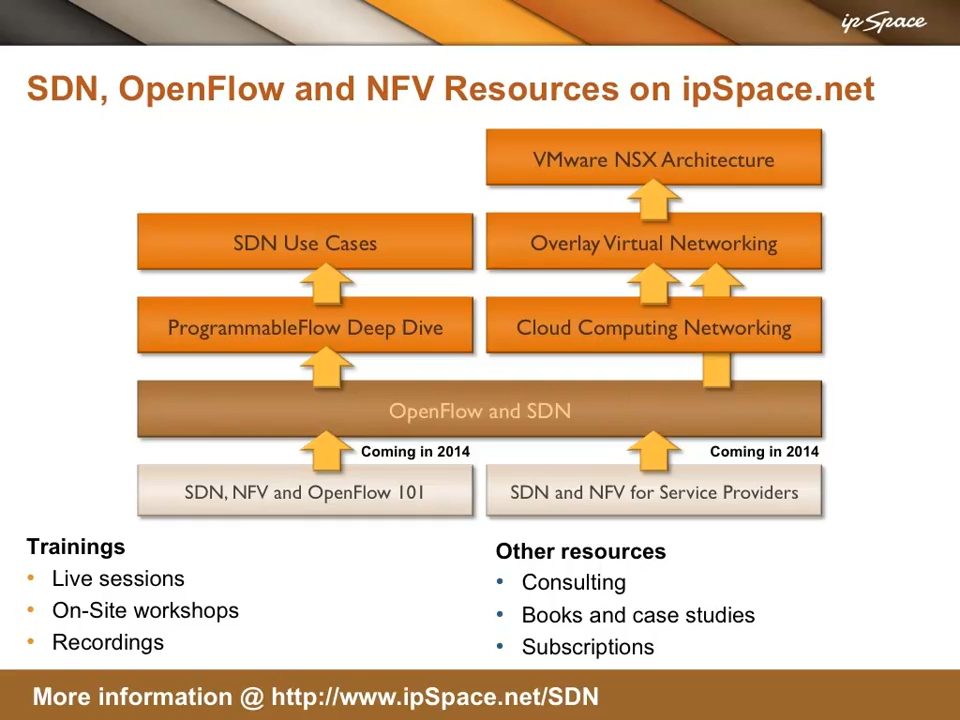 ip Space
SDN, OpenFlow and NFV Resources on ipSpace.net
VMware NSX Architecture
SDN Use Cases
Overlay Virtual Networking
ProgrammableFlow Deep Dive
Cloud Computing Networking
OpenFlow and SDN
Coming in 2014
Coming in 2014
SDN, NFV and OpenFlow 101
SDN and NFV for Service Providers
Trainings
• Live sessions
• On-Site workshops
• Recordings
Other resources
• Consulting
• Books and case studies
• Subscriptions
More information @ http://www.ipSpace.net/SDN